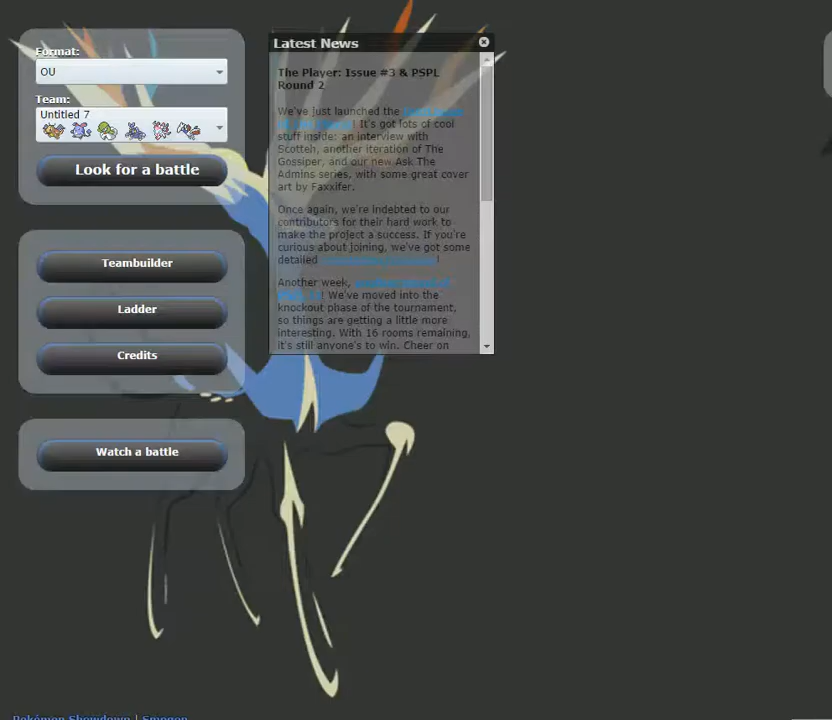 Format:
OU
Team:
Untitled 7
Look for a battle
Teambuilder
Ladder
Credits
Watch a battle
Latest News
The Player: Issue #3 & PSPL
Round 2
We've just launched the
! It's got lots of cool
stuff inside: an interview with
Scotteh, another iteration of The
Gossiper, and our new Ask The
Admins series, with some great cover
art by Faxxifer.
Once again, we're indebted to our
contributors for their hard work to
make the project a success. If you're
curious about joining, we've got some
detailed !
Another week,
! We've moved into the
knockout phase of the tournament,
so things are getting a little more
interesting. With 16 rooms remaining,
it's still anyone's to win. Cheer on
Pokémon Showdown | Smogon